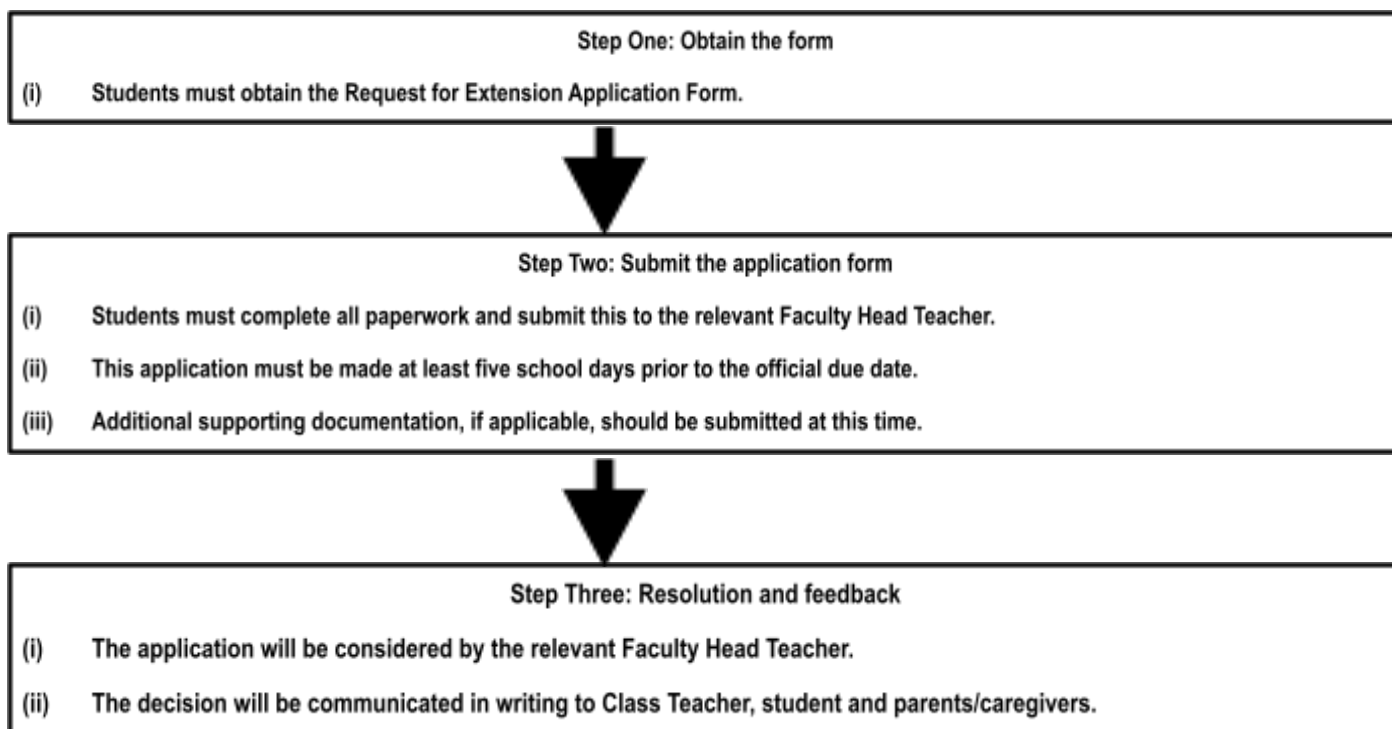 Step One: Obtain the form
(i) Students must obtain the Request for Extension Application Form.
Step Two: Submit the application form
(i) Students must complete all paperwork and submit this to the relevant Faculty Head Teacher.
(ii) This application must be made at least five school days prior to the official due date.
(iii) Additional supporting documentation, if applicable, should be submitted at this time.
Step Three: Resolution and feedback
(i) The application will be considered by the relevant Faculty Head Teacher.
(ii) The decision will be communicated in writing to Class Teacher, student and parents/caregivers.